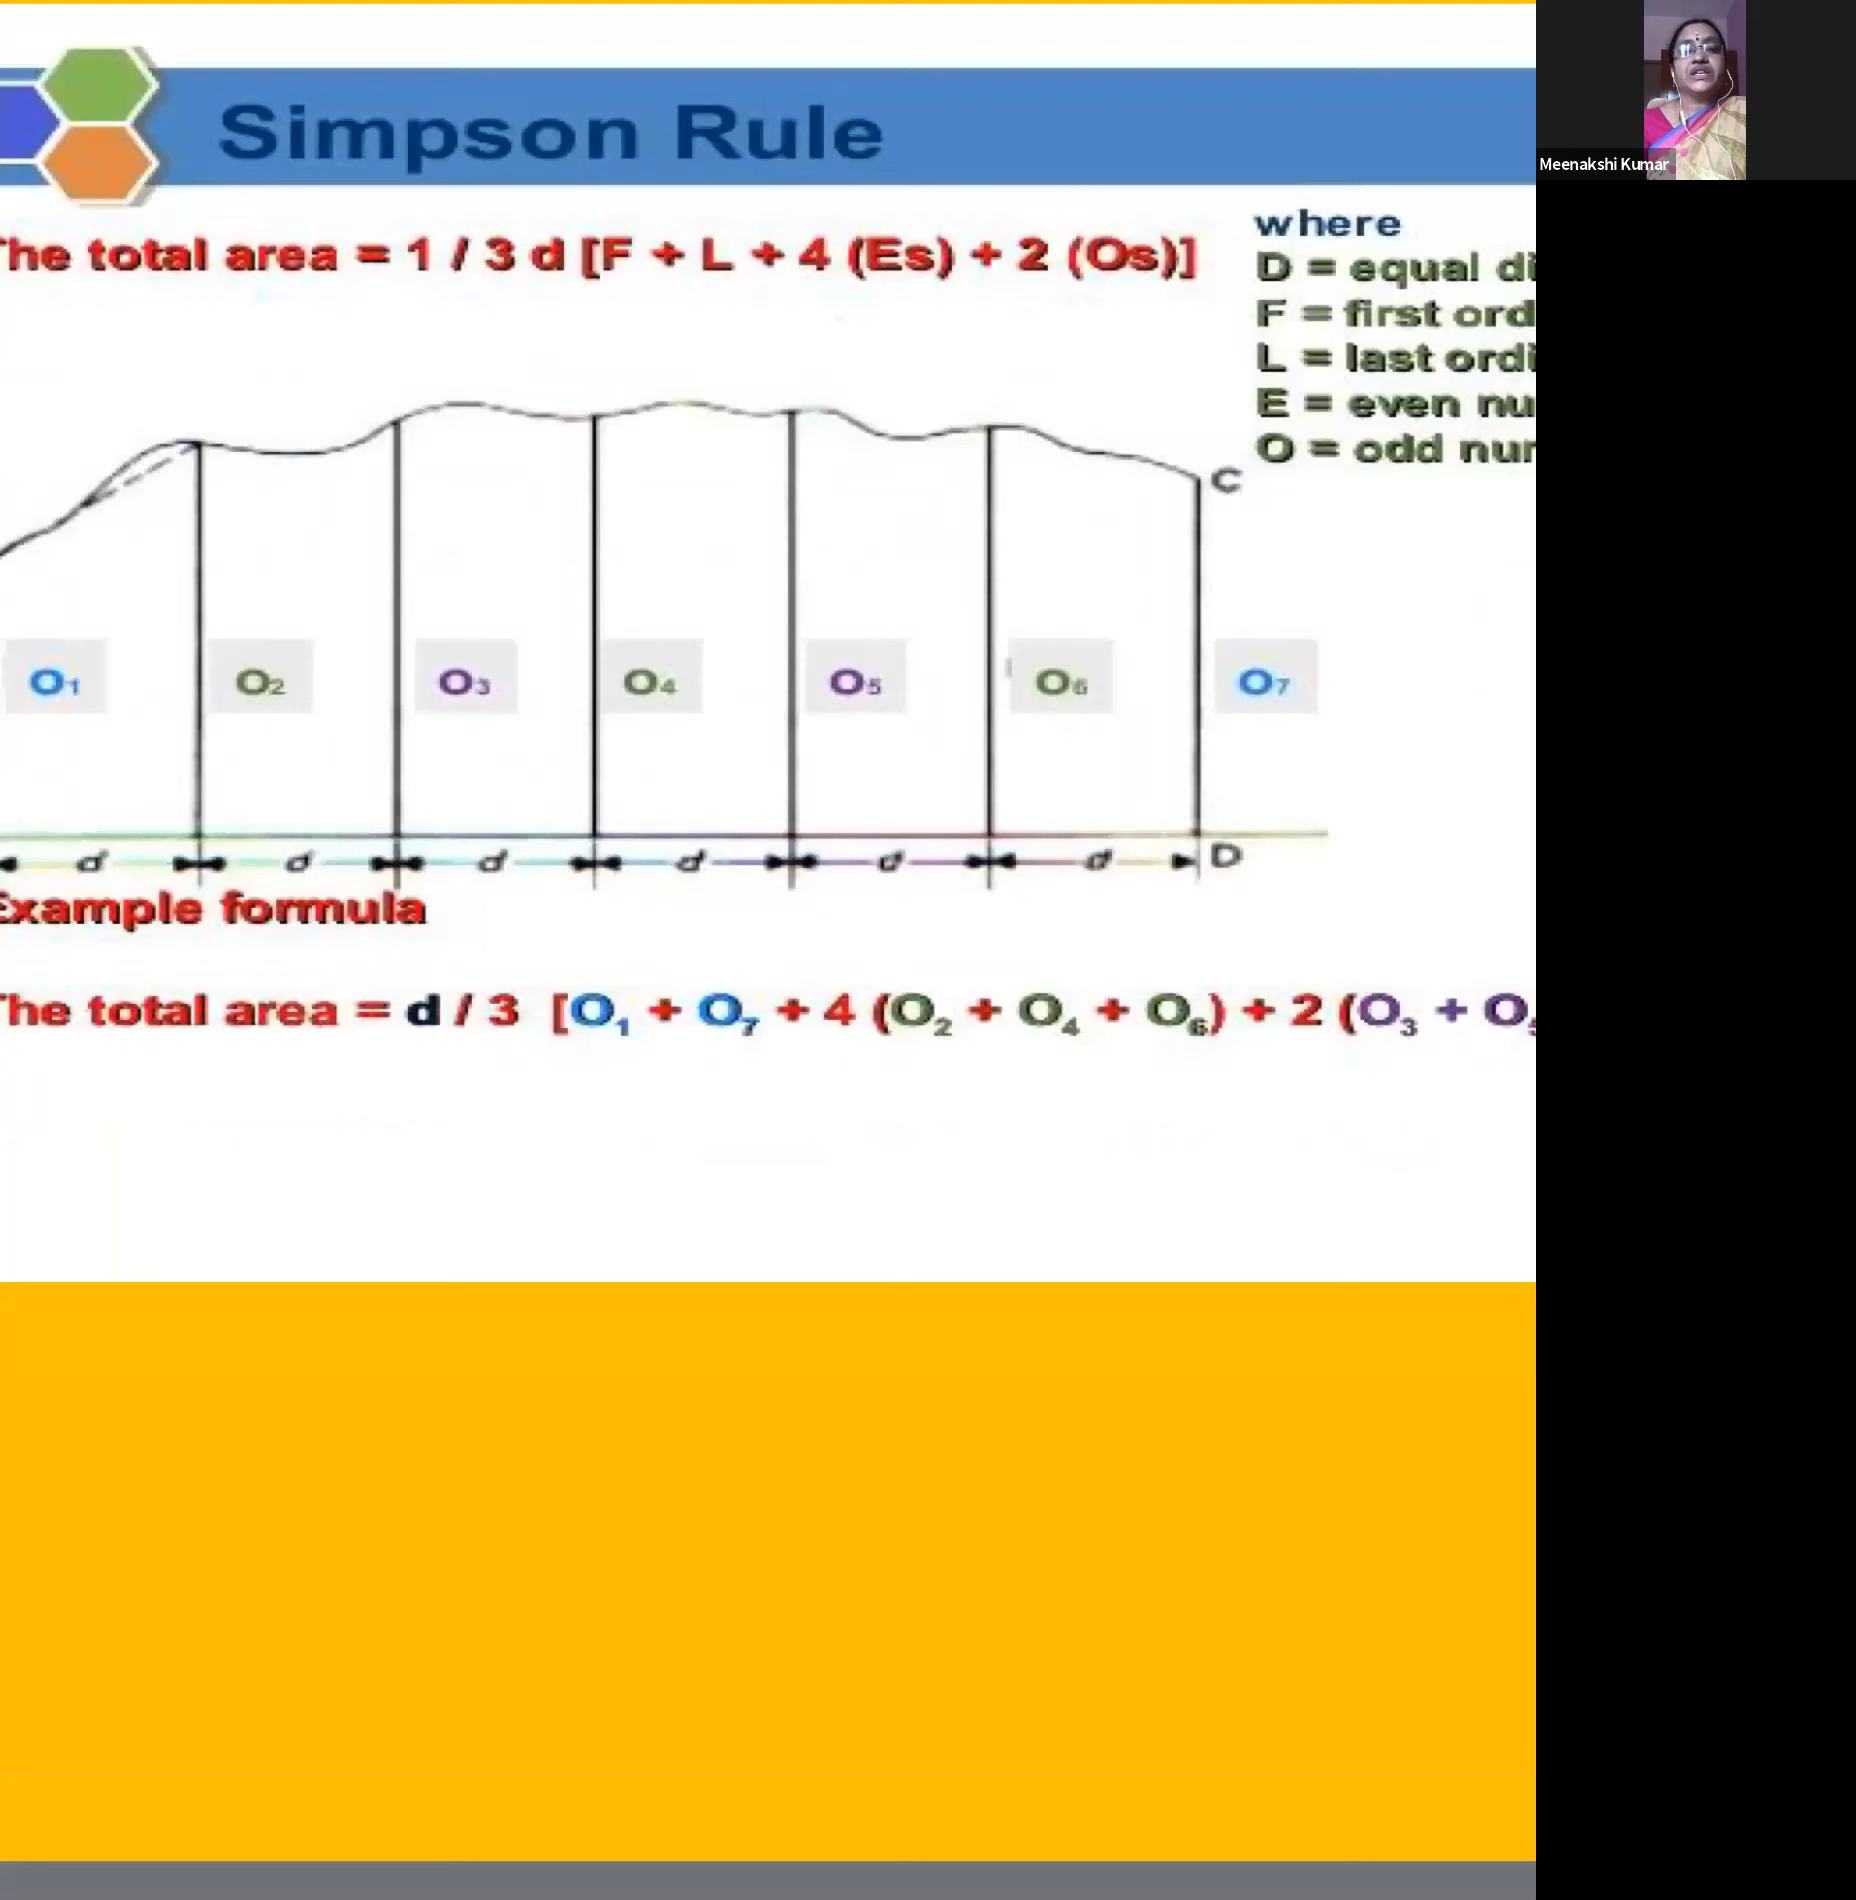 Simpson Rule
Meenakshi Kumar
he total area = 1 / 3 d [F + L + 4 (Es) + 2 (Os)]
where
D = equal di
F = first ord
L = last ordi
E = even nu
O = odd nur
C
O1 O2 O3 O4 O5 O6 O7
d d d d d d D
Example formula
he total area = d / 3 [O1 + O7 + 4 (O2 + O4 + O6) + 2 (O3 + O5